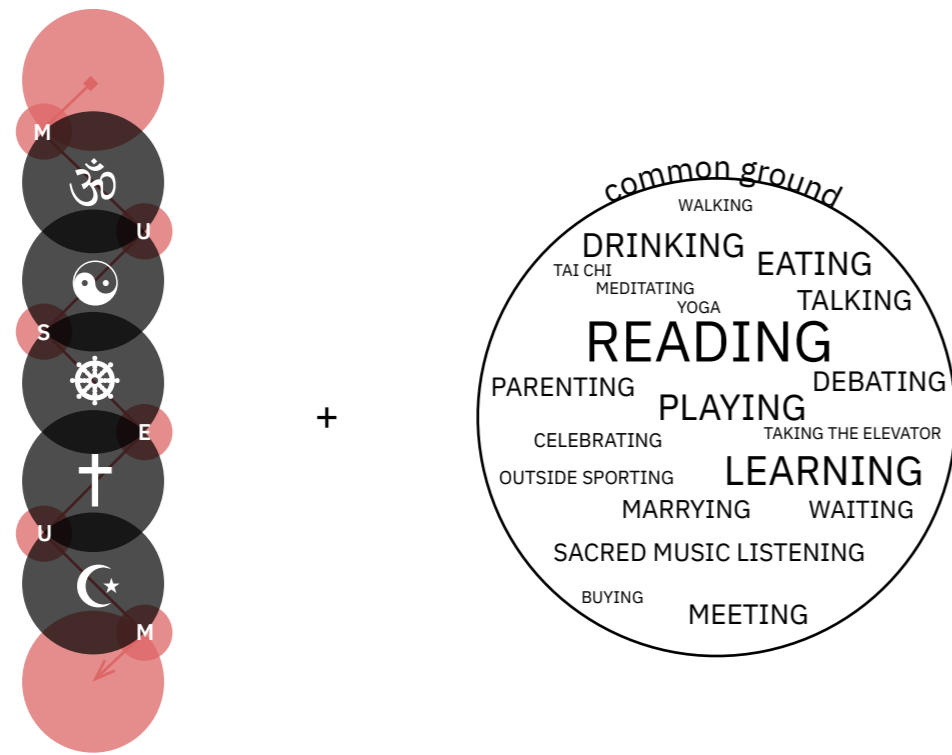 M
U
S
E
U
M
ॐ
+
common ground
WALKING
DRINKING
EATING
TAI CHI
MEDITATING
TALKING
YOGA
READING
PARENTING
DEBATING
PLAYING
CELEBRATING
TAKING THE ELEVATOR
OUTSIDE SPORTING
LEARNING
MARRYING
WAITING
SACRED MUSIC LISTENING
BUYING
MEETING